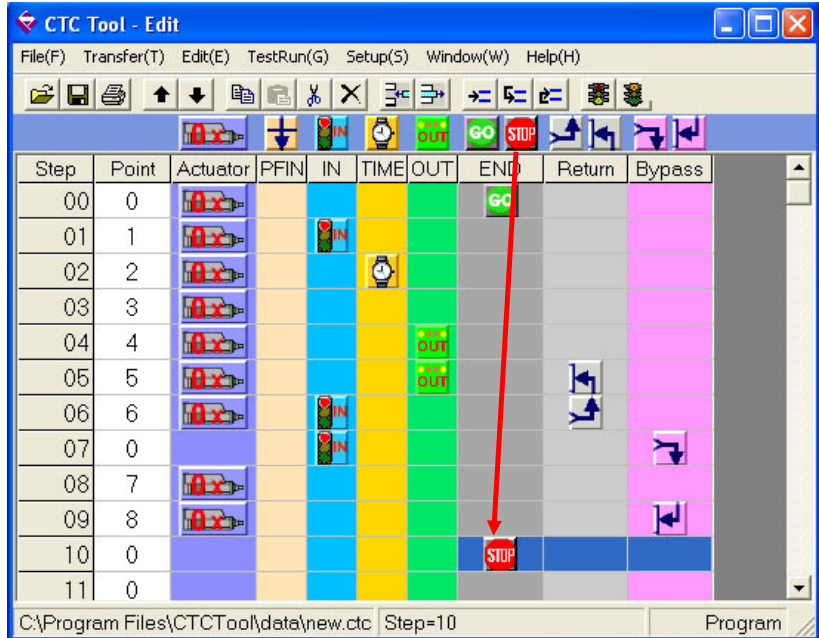 CTC Tool - Edit
File(F) Transfer(T) Edit(E) TestRun(G) Setup(S) Window(W) Help(H)
IN OUT GO STOP
Step Point Actuator PFIN IN TIME OUT END Return Bypass
00 0 GO
01 1 IN
02 2
03 3
04 4 OUT
05 5 OUT
06 6 IN
07 0 IN
08 7
09 8
10 0 STOP
11 0
C:\Program Files\CTCTool\data\new.ctc Step=10 Program